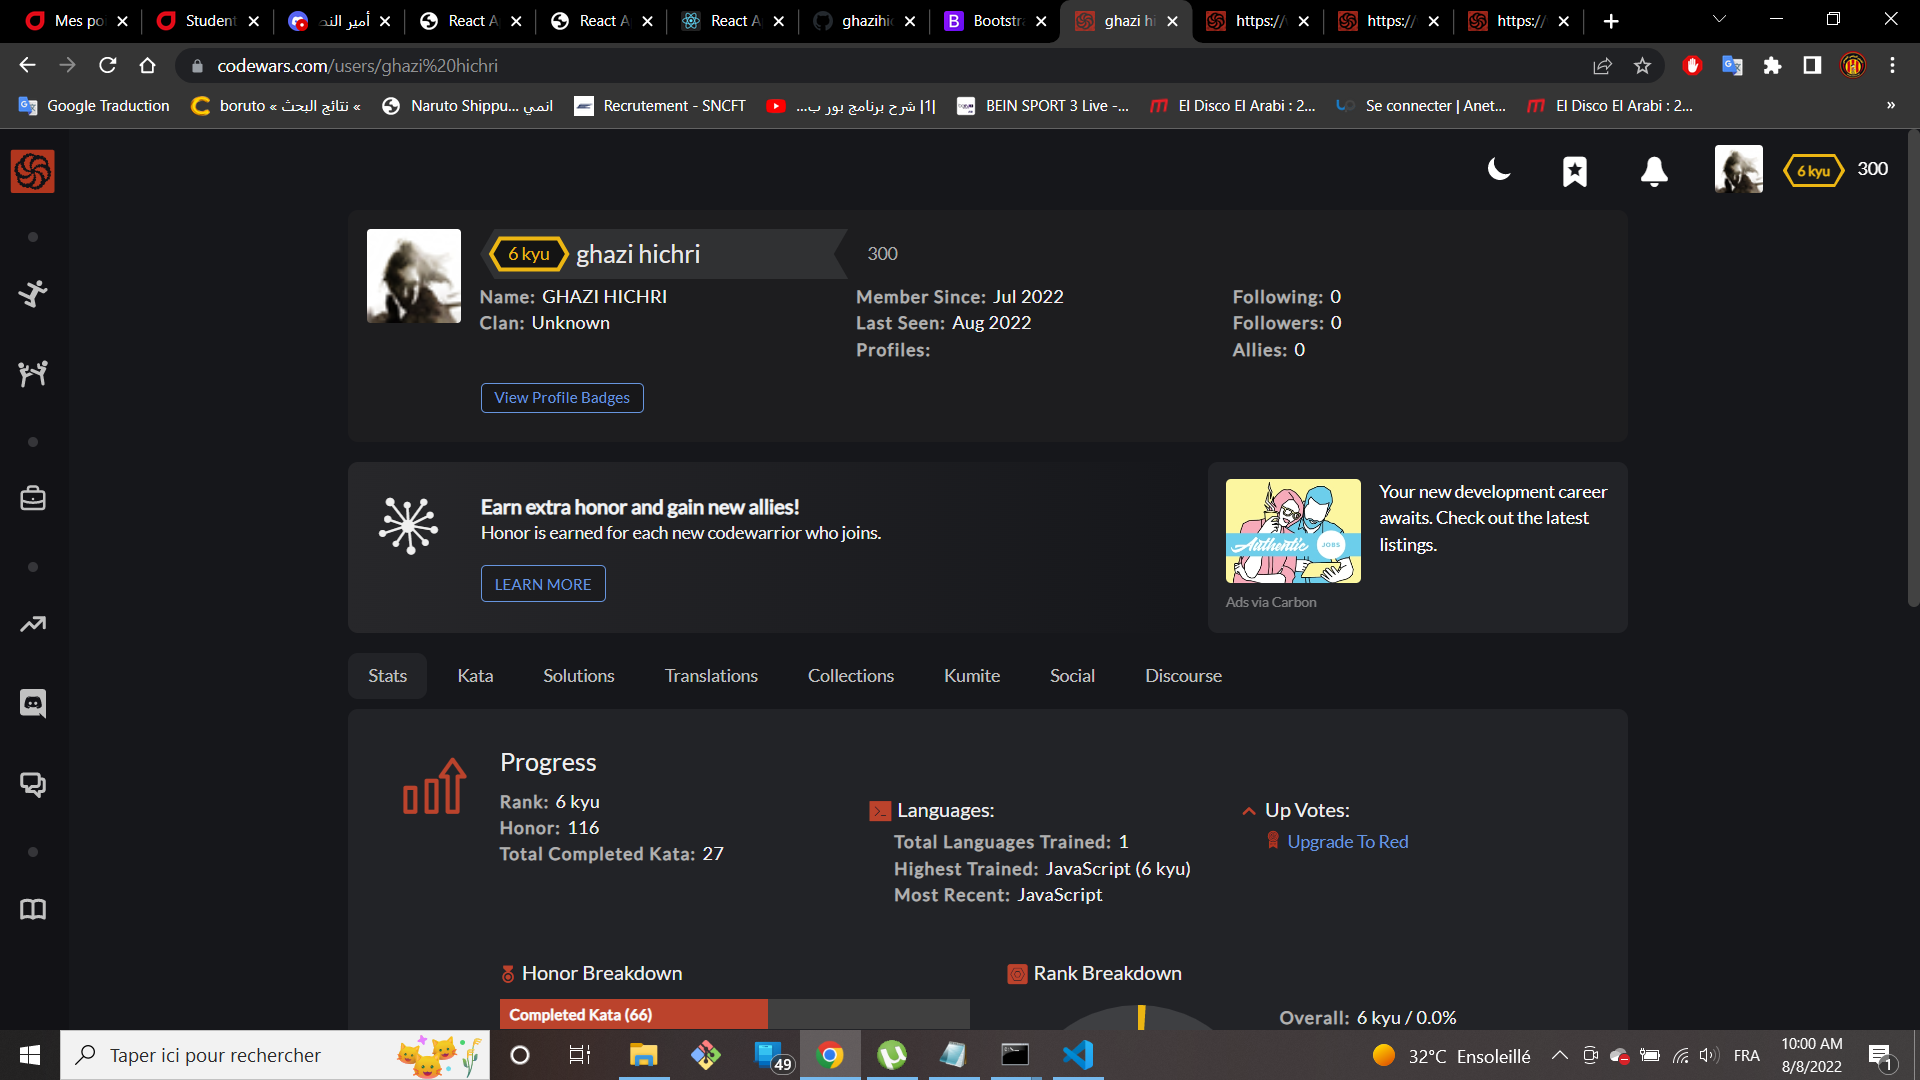 Mes poi
Student
أمير النص
React A
React A
React A
ghazihic
Bootstra
ghazi hi
https://
https://
https://
codewars.com/users/ghazi%20hichri
Google Traduction
boruto » نتائج البحث «
Naruto Shippu... انمي
Recrutement - SNCFT
|1| شرح برنامج بور ب...
BEIN SPORT 3 Live -...
El Disco El Arabi : 2...
Se connecter | Anet...
El Disco El Arabi : 2...
»
6 kyu 300
6 kyu ghazi hichri 300
Name: GHAZI HICHRI
Clan: Unknown
Member Since: Jul 2022
Last Seen: Aug 2022
Profiles:
Following: 0
Followers: 0
Allies: 0
View Profile Badges
Earn extra honor and gain new allies!
Honor is earned for each new codewarrior who joins.
LEARN MORE
Authentic JOBS
Your new development career
awaits. Check out the latest
listings.
Ads via Carbon
Stats Kata Solutions Translations Collections Kumite Social Discourse
Progress
Rank: 6 kyu
Honor: 116
Total Completed Kata: 27
Languages:
Total Languages Trained: 1
Highest Trained: JavaScript (6 kyu)
Most Recent: JavaScript
Up Votes:
Upgrade To Red
Honor Breakdown
Completed Kata (66)
Rank Breakdown
Overall: 6 kyu / 0.0%
Taper ici pour rechercher
49
32°C Ensoleillé
FRA
10:00 AM
8/8/2022
1